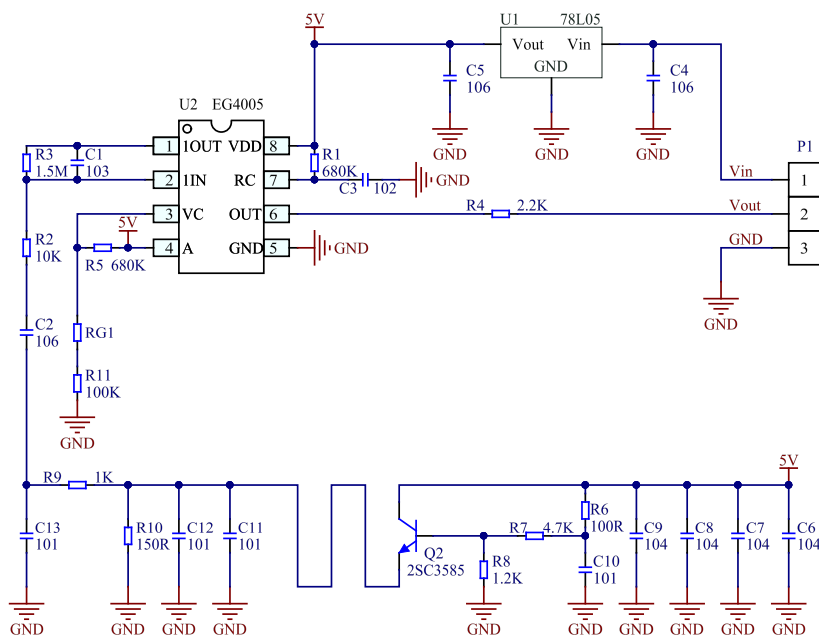 5V
U1
78L05
Vout
Vin
GND
C5
106
C4
106
GND
GND
GND
U2
EG4005
1
1OUT
VDD
8
2
1IN
RC
7
3
VC
OUT
6
4
A
GND
5
R3
1.5M
C1
103
R1
680K
C3
102
GND
P1
Vin
1
Vout
2
GND
3
R4
2.2K
5V
R2
10K
R5
680K
GND
GND
C2
106
RG1
R11
100K
GND
R9
1K
5V
C13
101
R10
150R
C12
101
C11
101
Q2
2SC3585
R7
4.7K
R6
100R
R8
1.2K
C10
101
C9
104
C8
104
C7
104
C6
104
GND
GND
GND
GND
GND
GND
GND
GND
GND
GND